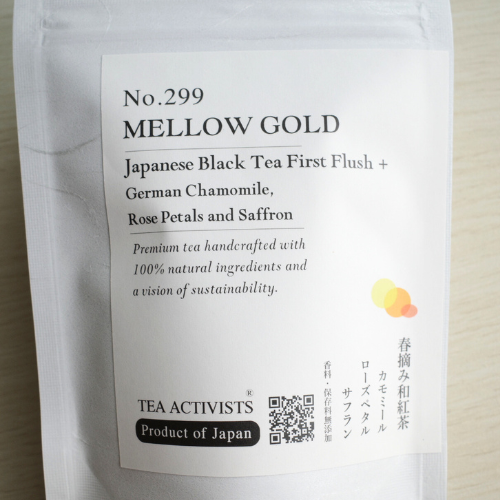 No.299
MELLOW GOLD
Japanese Black Tea First Flush +
German Chamomile,
Rose Petals and Saffron
Premium tea handcrafted with
100% natural ingredients and
a vision of sustainability.
春摘み和紅茶
カモミール
ローズペタル
サフラン
香料・保存料無添加
TEA ACTIVISTS®
Product of Japan